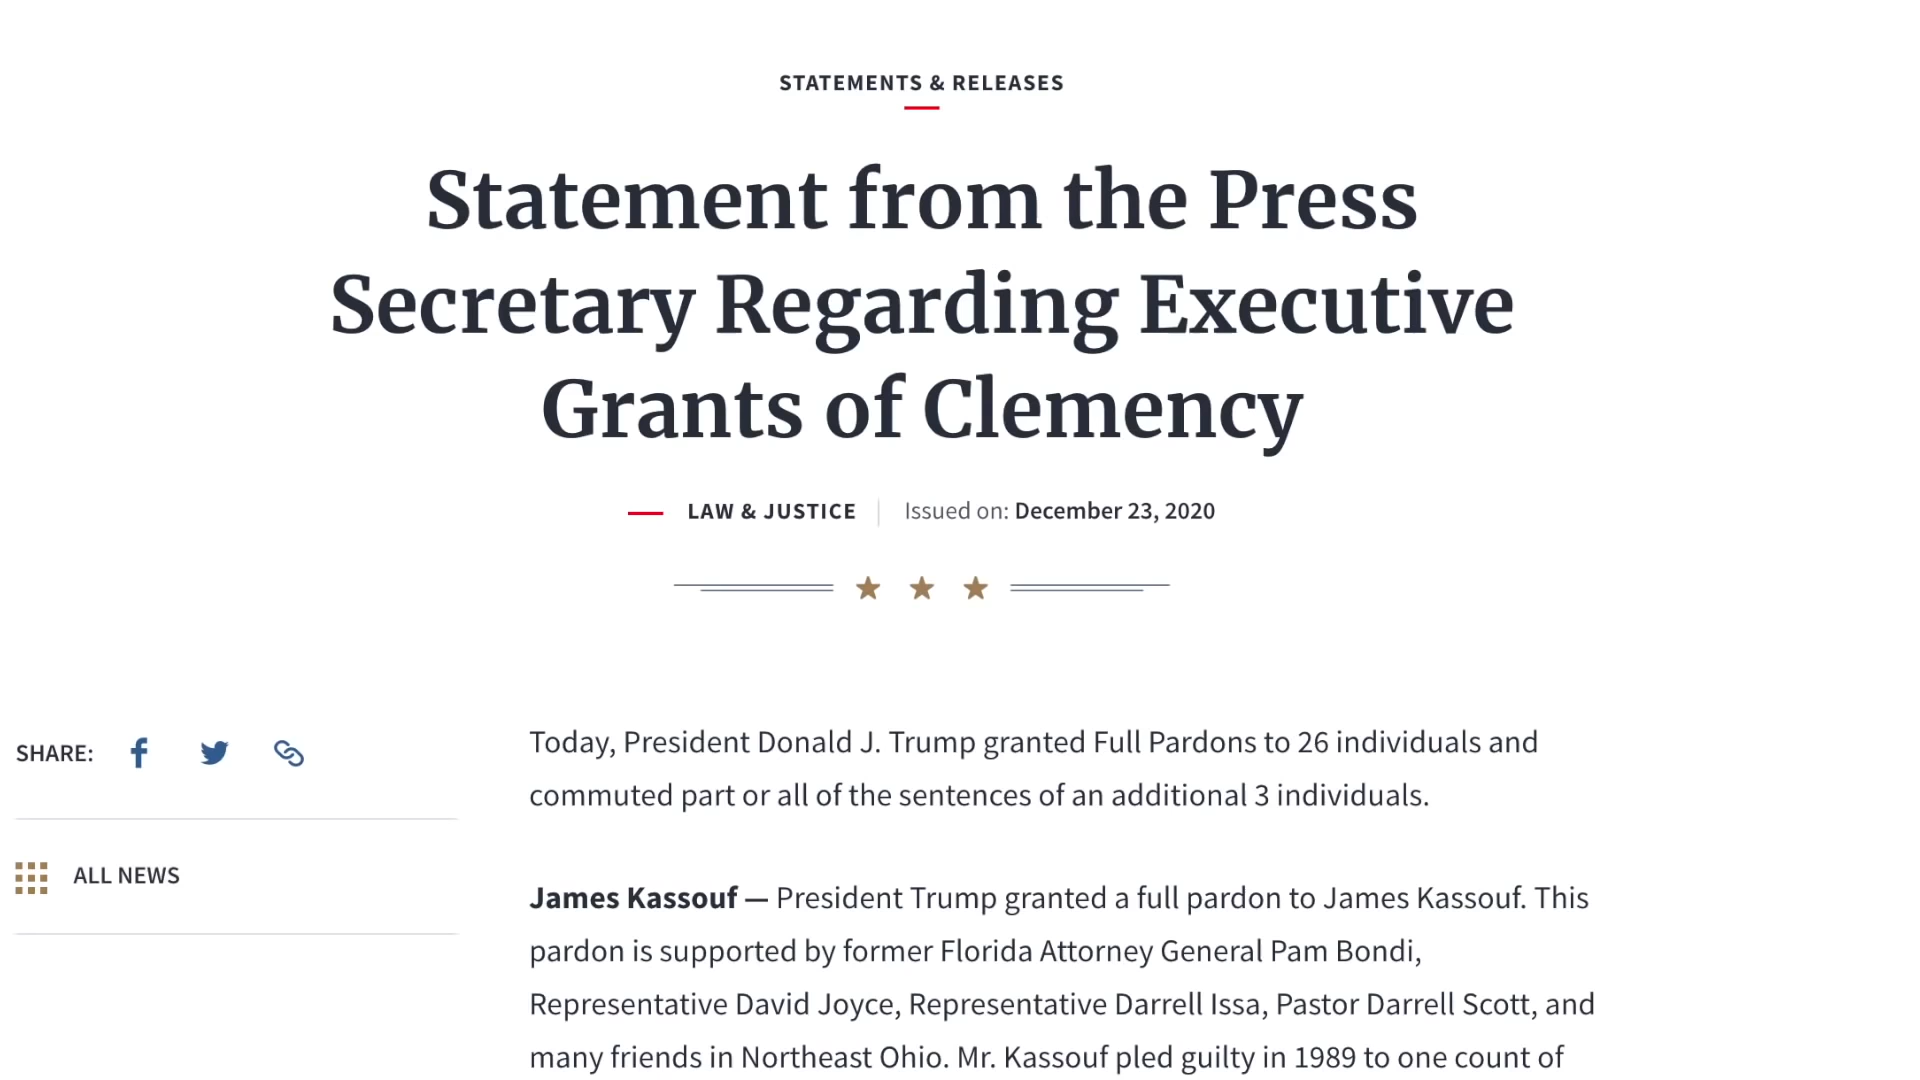 STATEMENTS & RELEASES
Statement from the Press
Secretary Regarding Executive
Grants of Clemency
LAW & JUSTICE
Issued on: December 23, 2020
SHARE:
ALL NEWS
Today, President Donald J. Trump granted Full Pardons to 26 individuals and
commuted part or all of the sentences of an additional 3 individuals.
James Kassouf — President Trump granted a full pardon to James Kassouf. This
pardon is supported by former Florida Attorney General Pam Bondi,
Representative David Joyce, Representative Darrell Issa, Pastor Darrell Scott, and
many friends in Northeast Ohio. Mr. Kassouf pled guilty in 1989 to one count of